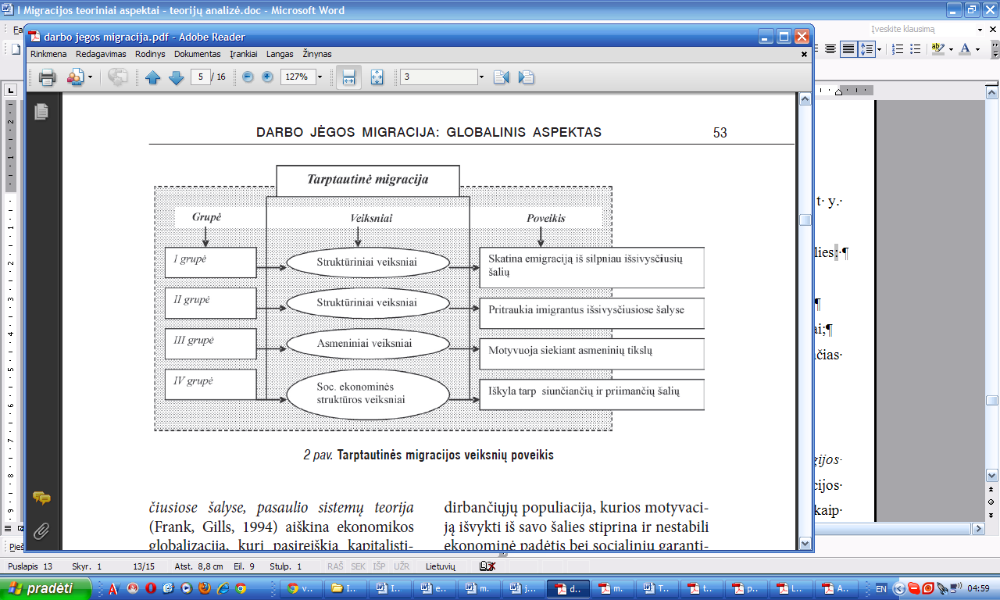 I Migracijos teoriniai aspektai – teorijų analizė.doc - Microsoft Word
Įveskite klausimą
darbo jegos migracija.pdf - Adobe Reader
Rinkmena Redagavimas Rodinys Dokumentas Įrankiai Langas Žinynas
5 / 16 127% 3
DARBO JĖGOS MIGRACIJA: GLOBALINIS ASPEKTAS 53
Tarptautinė migracija
Grupė Veiksniai Poveikis
I grupė Struktūriniai veiksniai Skatina emigraciją iš silpniau išsivysčiusių
šalių
II grupė Struktūriniai veiksniai Pritraukia imigrantus išsivysčiusiose šalyse
III grupė Asmeniniai veiksniai Motyvuoja siekiant asmeninių tikslų
IV grupė Soc. ekonominės
struktūros veiksniai Iškyla tarp siunčiančių ir priimančių šalių
2 pav. Tarptautinės migracijos veiksnių poveikis
čiusiose šalyse, pasaulio sistemų teorija
(Frank, Gills, 1994) aiškina ekonomikos
globalizaciją, kuri pasireiškia kapitalisti-
dirbančiųjų populiacija, kurios motyvaci-
ją išvykti iš savo šalies stiprina ir nestabili
ekonominė padėtis bei socialinių garanti-
t· y.·
lies:·¶
¶
ai;¶
čias·
gijos·
cijos·
kaip·
Puslapis 13 Skyr. 1 13/15 Atst. 8,8 cm Eil. 9 Stulp. 1 RAŠ SEK IŠP UŽR Lietuvių
pradėti v... I... I... e... m... j... d... m... T... t... p... L... A... EN 04:59